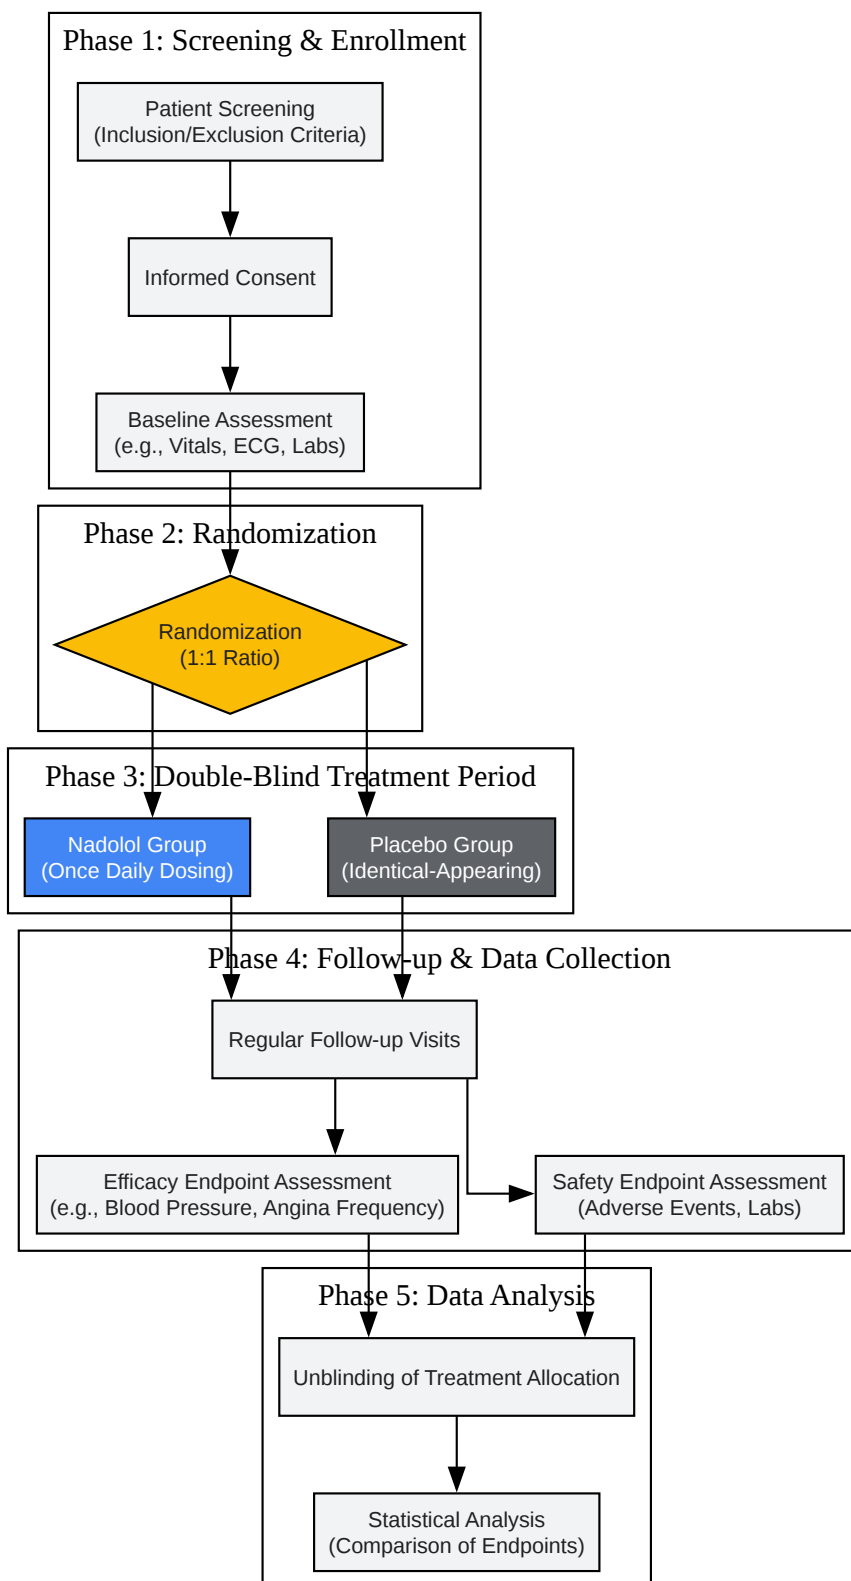 Phase 1: Screening & Enrollment
Patient Screening
(Inclusion/Exclusion Criteria)
Informed Consent
Baseline Assessment
(e.g., Vitals, ECG, Labs)
Phase 2: Randomization
Randomization
(1:1 Ratio)
Phase 3: Double-Blind Treatment Period
Nadolol Group
(Once Daily Dosing)
Placebo Group
(Identical-Appearing)
Phase 4: Follow-up & Data Collection
Regular Follow-up Visits
Efficacy Endpoint Assessment
(e.g., Blood Pressure, Angina Frequency)
Safety Endpoint Assessment
(Adverse Events, Labs)
Phase 5: Data Analysis
Unblinding of Treatment Allocation
Statistical Analysis
(Comparison of Endpoints)